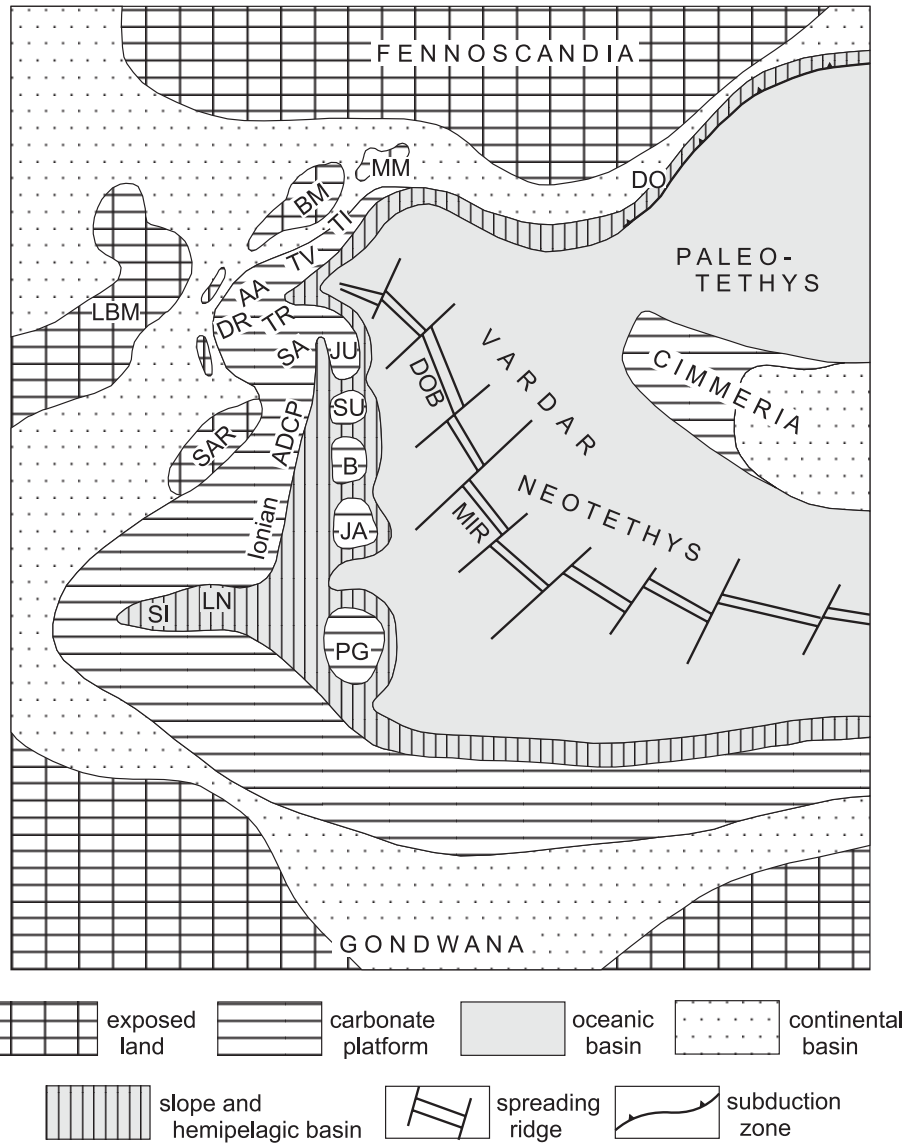 FENNOSCANDIA
MM
BM
DO
TI
PALEO-
TETHYS
TV
AA
LBM
DR
TR
VARDAR
SA
JU
DOB
CIMMERIA
SU
ADCP
SAR
B
NEOTETHYS
Ionian
JA
MIR
LN
SI
PG
GONDWANA
exposed
land
carbonate
platform
oceanic
basin
continental
basin
slope and
hemipelagic basin
spreading
ridge
subduction
zone